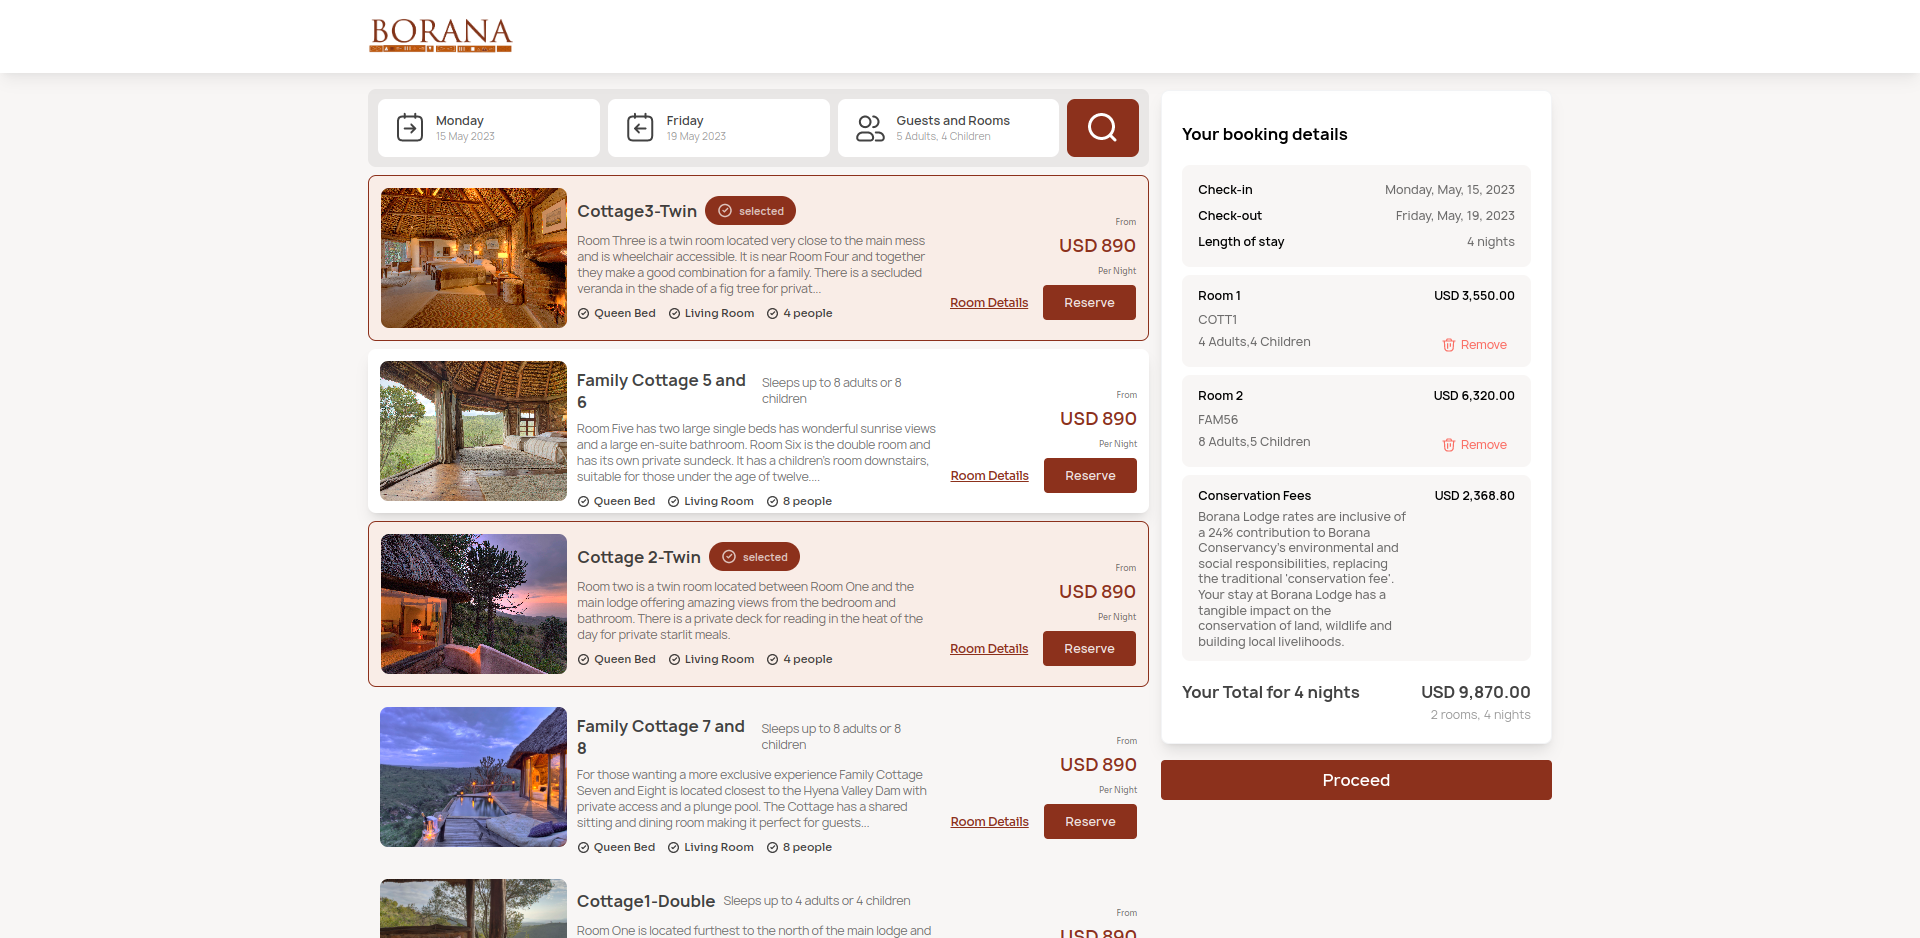 BORANA
Monday
15 May 2023
Friday
19 May 2023
Guests and Rooms
5 Adults, 4 Children
Cottage3-Twin
selected
Room Three is a twin room located very close to the main mess
and is wheelchair accessible. It is near Room Four and together
they make a good combination for a family. There is a secluded
veranda in the shade of a fig tree for privat...
Queen Bed Living Room 4 people
From
USD 890
Per Night
Room Details
Reserve
Family Cottage 5 and
6
Sleeps up to 8 adults or 8
children
Room Five has two large single beds has wonderful sunrise views
and a large en-suite bathroom. Room Six is the double room and
has its own private sundeck. It has a children's room downstairs,
suitable for those under the age of twelve....
Queen Bed Living Room 8 people
From
USD 890
Per Night
Room Details
Reserve
Cottage 2-Twin
selected
Room two is a twin room located between Room One and the
main lodge offering amazing views from the bedroom and
bathroom. There is a private deck for reading in the heat of the
day for private starlit meals.
Queen Bed Living Room 4 people
From
USD 890
Per Night
Room Details
Reserve
Family Cottage 7 and
8
Sleeps up to 8 adults or 8
children
For those wanting a more exclusive experience Family Cottage
Seven and Eight is located closest to the Hyena Valley Dam with
private access and a plunge pool. The Cottage has a shared
sitting and dining room making it perfect for guests...
Queen Bed Living Room 8 people
From
USD 890
Per Night
Room Details
Reserve
Cottage1-Double
Sleeps up to 4 adults or 4 children
Room One is located furthest to the north of the main lodge and
From
USD 890
Your booking details
Check-in Monday, May, 15, 2023
Check-out Friday, May, 19, 2023
Length of stay 4 nights
Room 1 USD 3,550.00
COTT1
4 Adults,4 Children
Remove
Room 2 USD 6,320.00
FAM56
8 Adults,5 Children
Remove
Conservation Fees USD 2,368.80
Borana Lodge rates are inclusive of
a 24% contribution to Borana
Conservancy's environmental and
social responsibilities, replacing
the traditional 'conservation fee'.
Your stay at Borana Lodge has a
tangible impact on the
conservation of land, wildlife and
building local livelihoods.
Your Total for 4 nights USD 9,870.00
2 rooms, 4 nights
Proceed